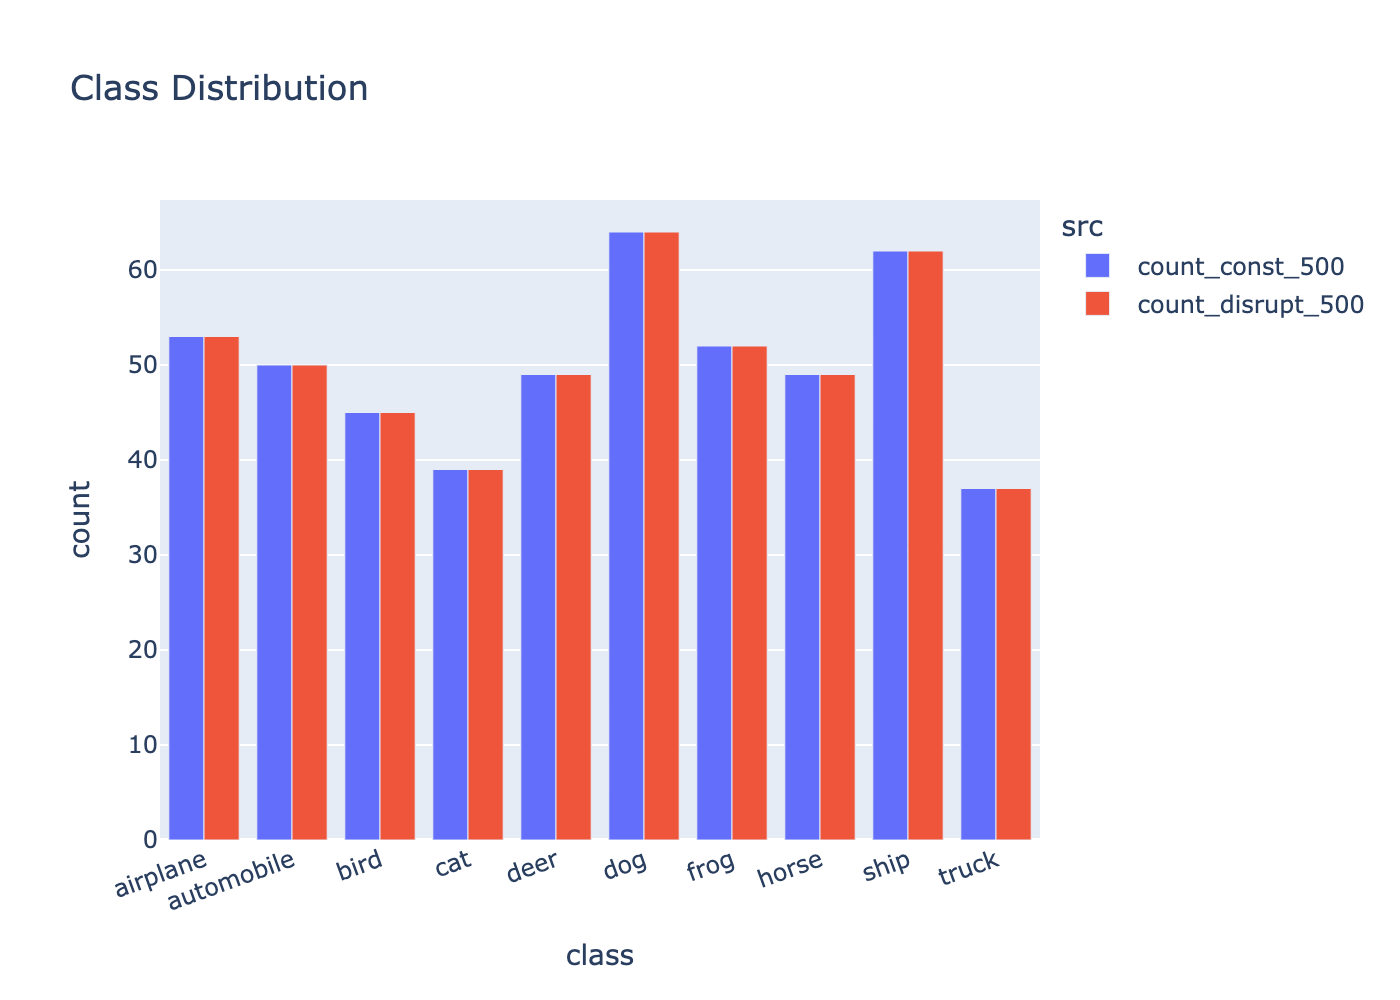 Class Distribution
src
count_const_500
count_disrupt_500
count
60
50
40
30
20
10
0
airplane
automobile
bird
cat
deer
dog
frog
horse
ship
truck
class